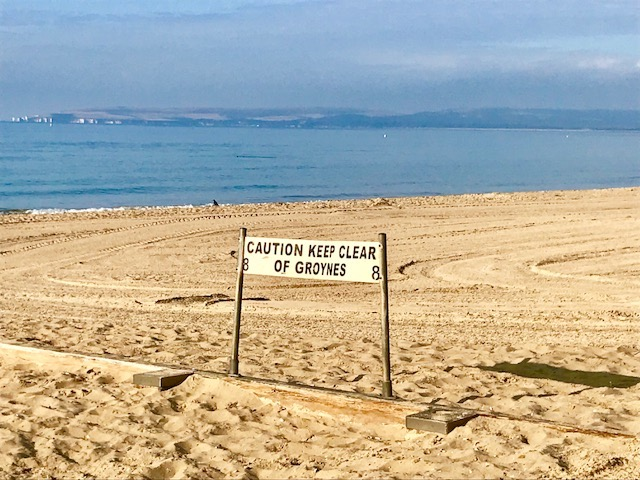 CAUTION KEEP CLEAR
OF GROYNES
8 8